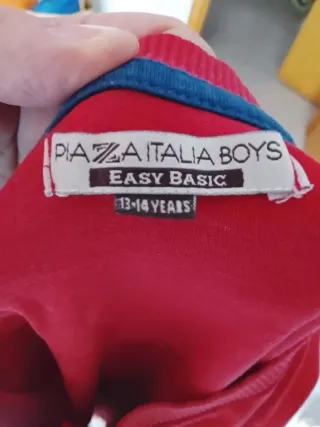 PIAZZA ITALIA BOYS
EASY BASIC
13-14 YEARS